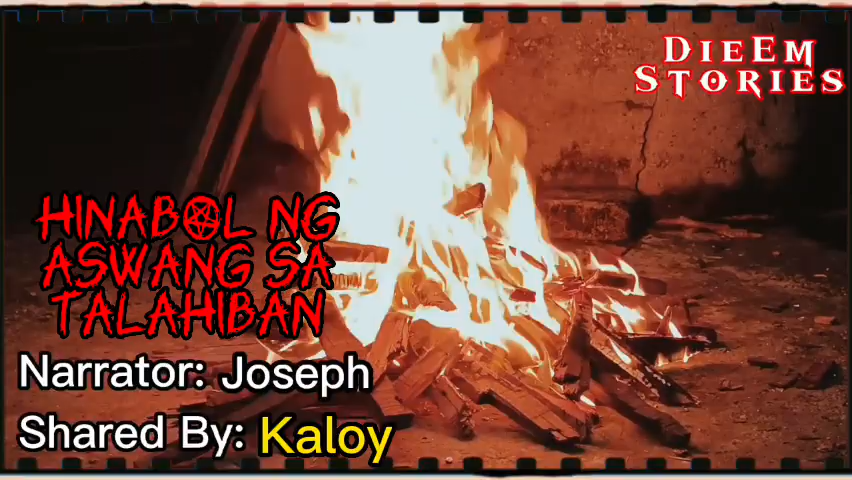 DieEm
Stories
HINABOL NG
ASWANG SA
TALAHIBAN
Narrator: Joseph
Shared By: Kaloy